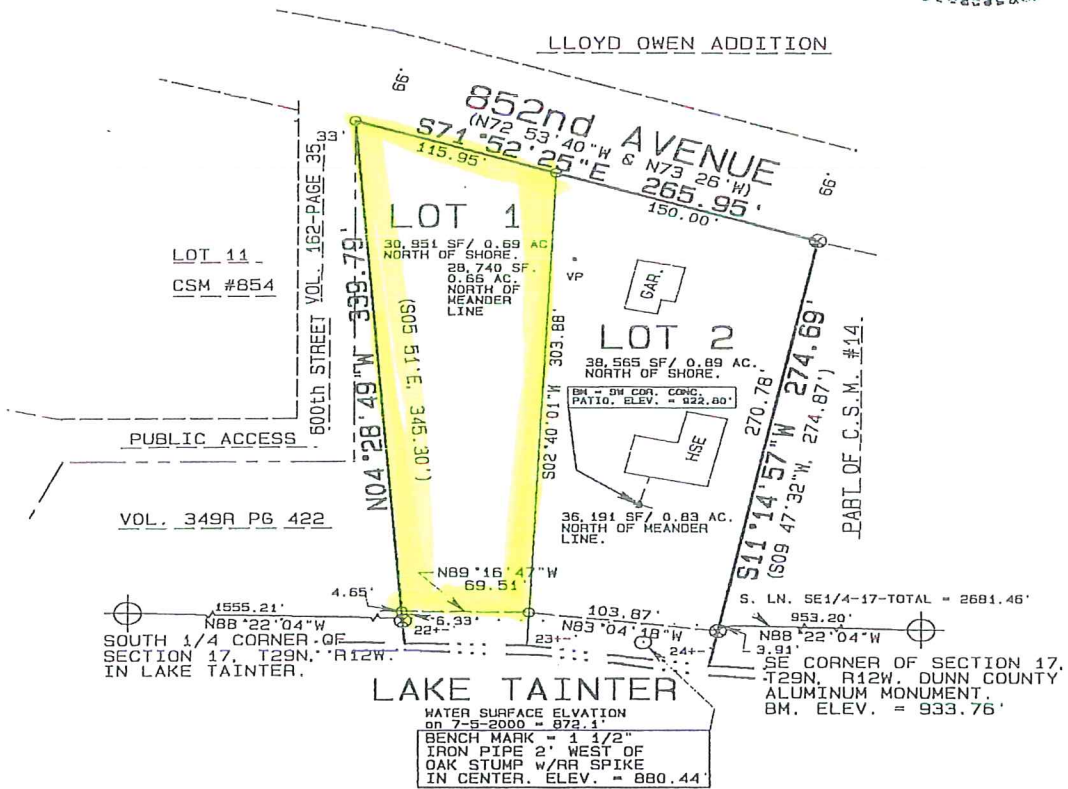 LLOYD OWEN ADDITION
66'
852nd AVENUE
(N72 53'40"W & N73 26'W)
S71°52'25"E 265.95'
115.95'
150.00'
66'
33'
LOT 11
CSM #854
600th STREET VOL. 162-PAGE 35
N04°28'49"W 339.79'
(S05 51'E, 345.30')
LOT 1
30,951 SF/ 0.69 AC
NORTH OF SHORE.
28,740 SF.
0.66 AC.
NORTH OF
MEANDER
LINE
S02°40'01"W 303.88'
VP
GAR.
LOT 2
38,565 SF/ 0.89 AC.
NORTH OF SHORE.
BM = SW COR. CONC.
PATIO, ELEV. = 922.80'
HSE
36,191 SF/ 0.83 AC.
NORTH OF MEANDER
LINE.
270.78'
S11°14'57"W 274.69'
(S09 47'32"W, 274.87')
PART OF C.S.M. #14.
PUBLIC ACCESS
VOL. 349R PG 422
N89°16'47"W
69.51'
4.65'
6.33'
22+-
23+-'
1555.21'
N88°22'04"W
103.87'
N83°04'18"W
24+-
S. LN. SE1/4-17-TOTAL = 2681.46'
953.20'
N88°22'04"W
3.91'
SOUTH 1/4 CORNER OF
SECTION 17, T29N, R12W.
IN LAKE TAINTER.
SE CORNER OF SECTION 17,
T29N, R12W. DUNN COUNTY
ALUMINUM MONUMENT.
BM. ELEV. = 933.76'
LAKE TAINTER
WATER SURFACE ELVATION
on 7-5-2000 = 872.1'
BENCH MARK = 1 1/2"
IRON PIPE 2' WEST OF
OAK STUMP w/RR SPIKE
IN CENTER. ELEV. = 880.44'